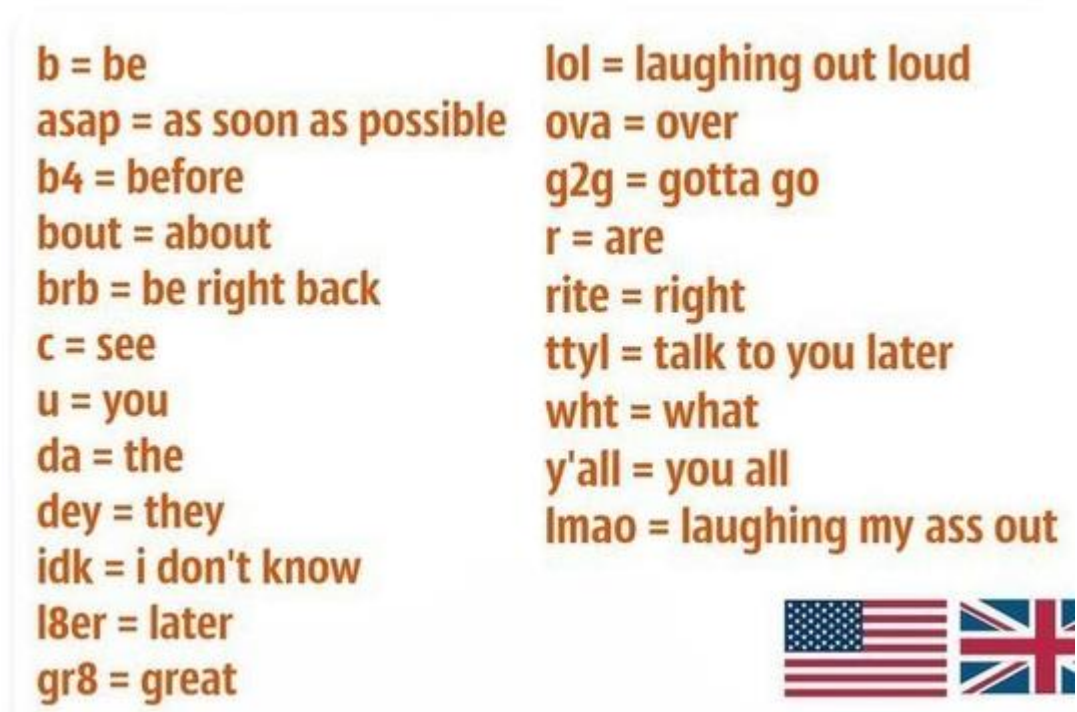 b = be
asap = as soon as possible
b4 = before
bout = about
brb = be right back
c = see
u = you
da = the
dey = they
idk = i don't know
l8er = later
gr8 = great
lol = laughing out loud
ova = over
g2g = gotta go
r = are
rite = right
ttyl = talk to you later
wht = what
y'all = you all
lmao = laughing my ass out